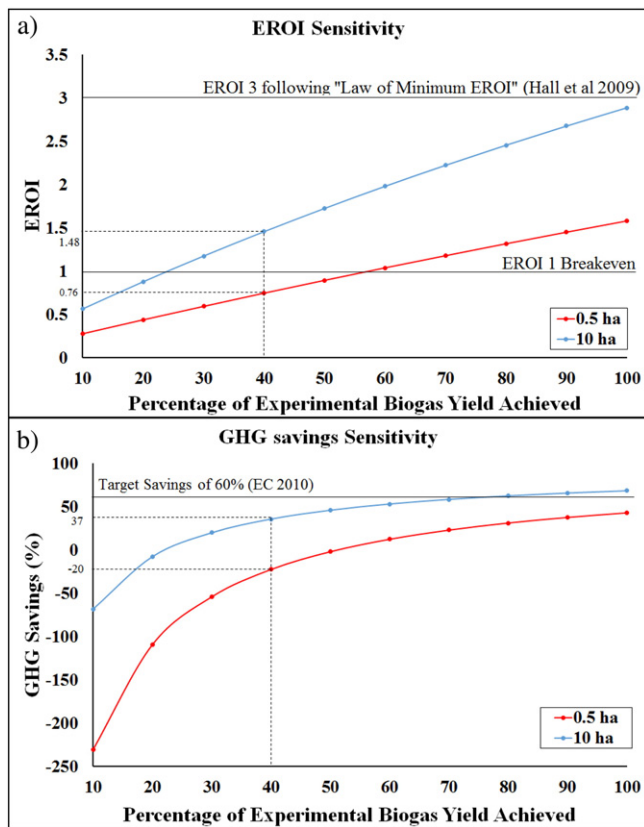 a)
EROI Sensitivity
3.5
EROI 3 following "Law of Minimum EROI" (Hall et al 2009)
3
2.5
2
EROI
1.5
1.48
EROI 1 Breakeven
1
0.76
0.5
0.5 ha
10 ha
0
10 20 30 40 50 60 70 80 90 100
Percentage of Experimental Biogas Yield Achieved
b)
GHG savings Sensitivity
100
Target Savings of 60% (EC 2010)
50
37
0
-20
GHG Savings (%)
-50
-100
-150
-200
0.5 ha
10 ha
-250
10 20 30 40 50 60 70 80 90 100
Percentage of Experimental Biogas Yield Achieved